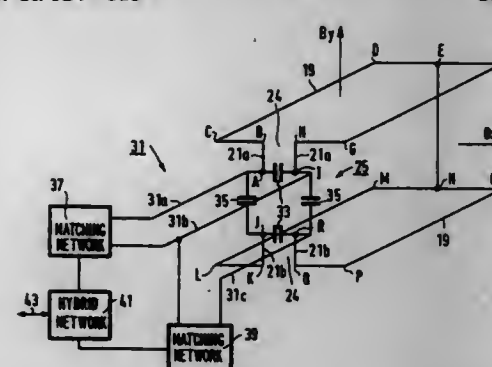 By
D
E
19
24
C
B
N
G
21a
21a
31
25
A
I
M
31a
35
33
35
31b
37
MATCHING
NETWORK
J
R
N
19
21b
L
K
24
Q
21b
P
31c
43
HYBRID
NETWORK
41
MATCHING
NETWORK
39